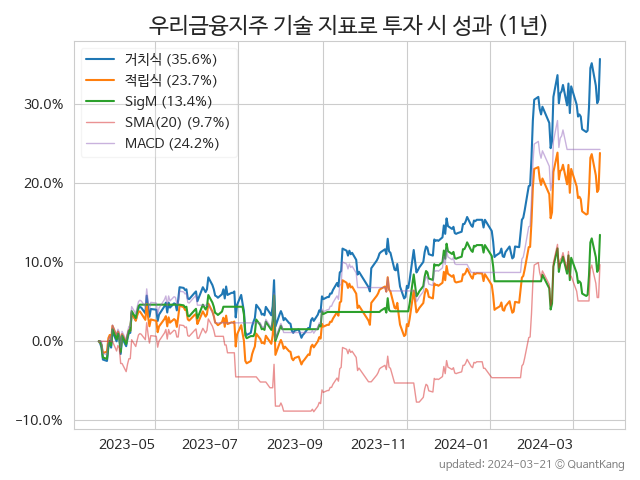 우리금융지주 기술 지표로 투자 시 성과 (1년)
거치식 (35.6%)
적립식 (23.7%)
SigM (13.4%)
SMA(20) (9.7%)
MACD (24.2%)
30.0%
20.0%
10.0%
0.0%
−10.0%
2023-05 2023-07 2023-09 2023-11 2024-01 2024-03
updated: 2024-03-21 © QuantKang